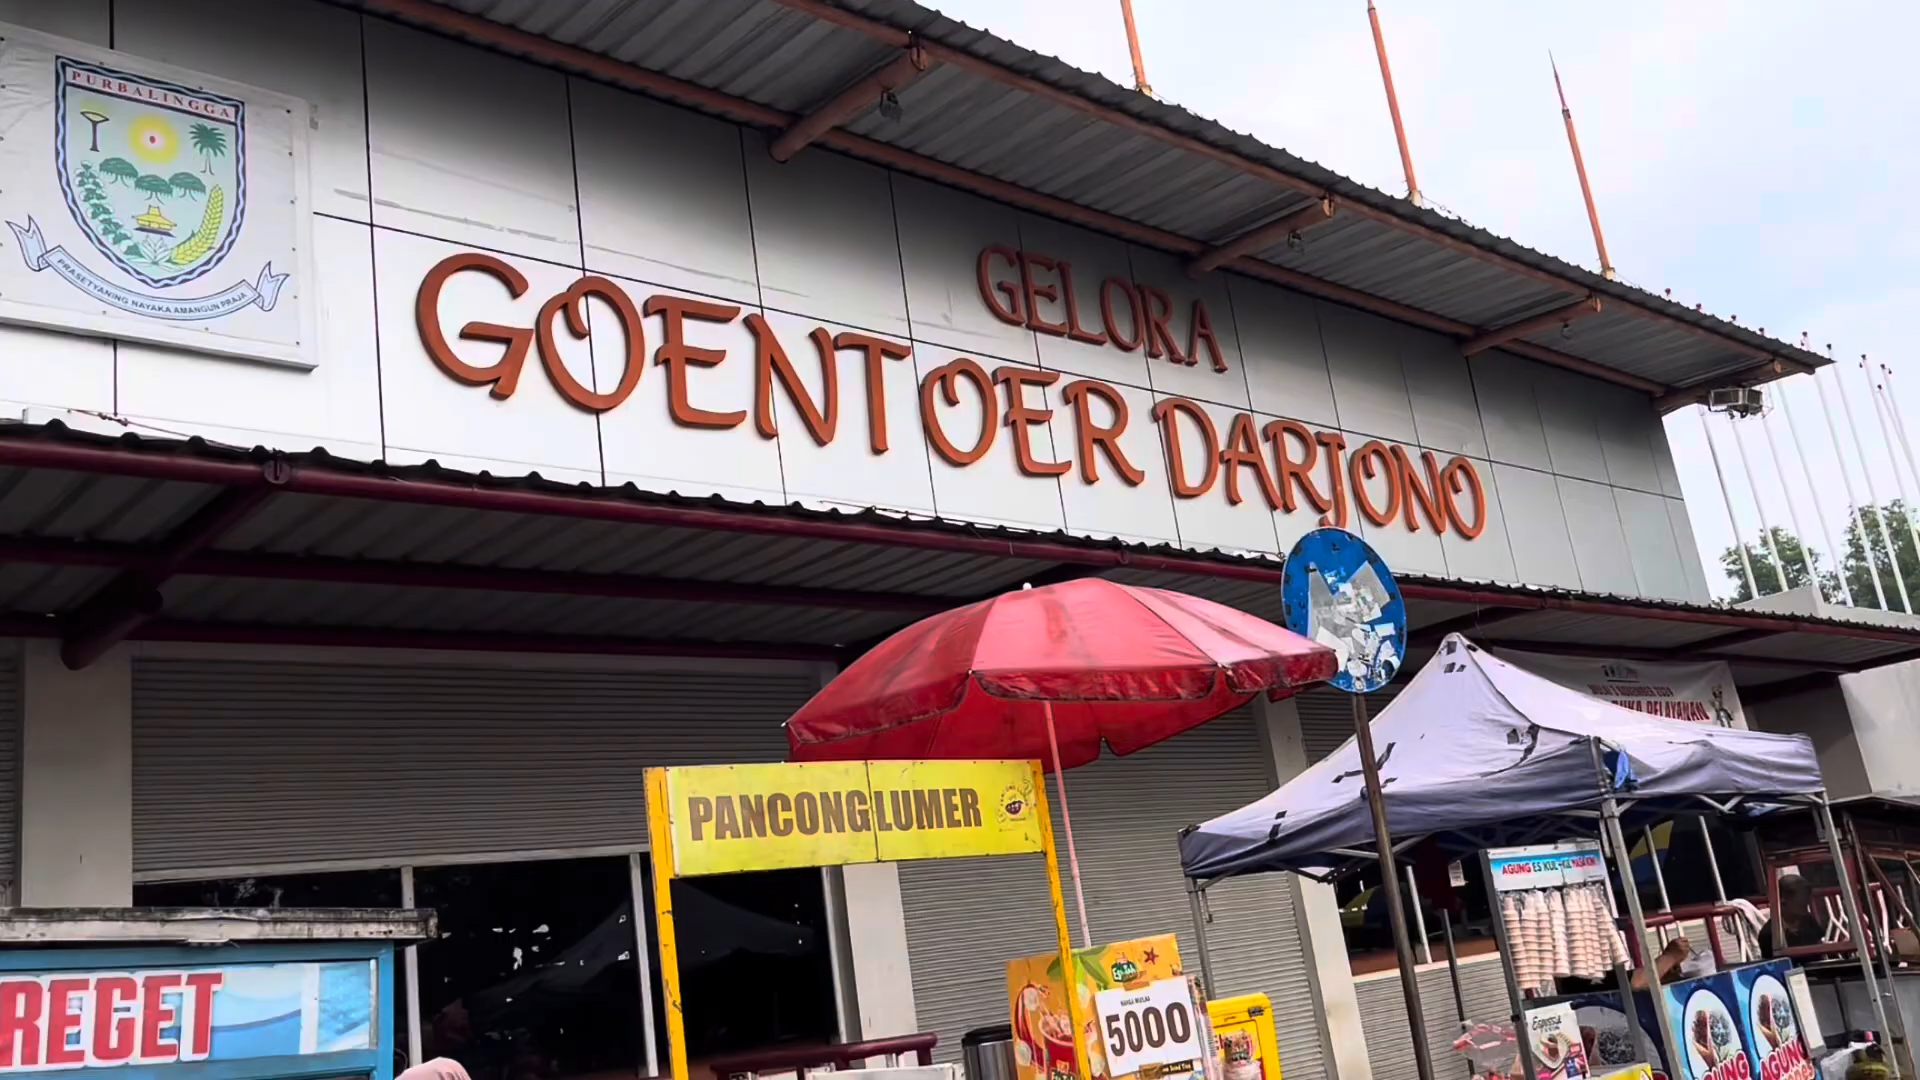 PURBALINGGA
PRASETYANING NAYAKA AMANGUN PRAJA
GELORA
GOENTOER DARJONO
PANCONG LUMER
REGET
5000
AGUNG ES KUL - KUL
AGUNG